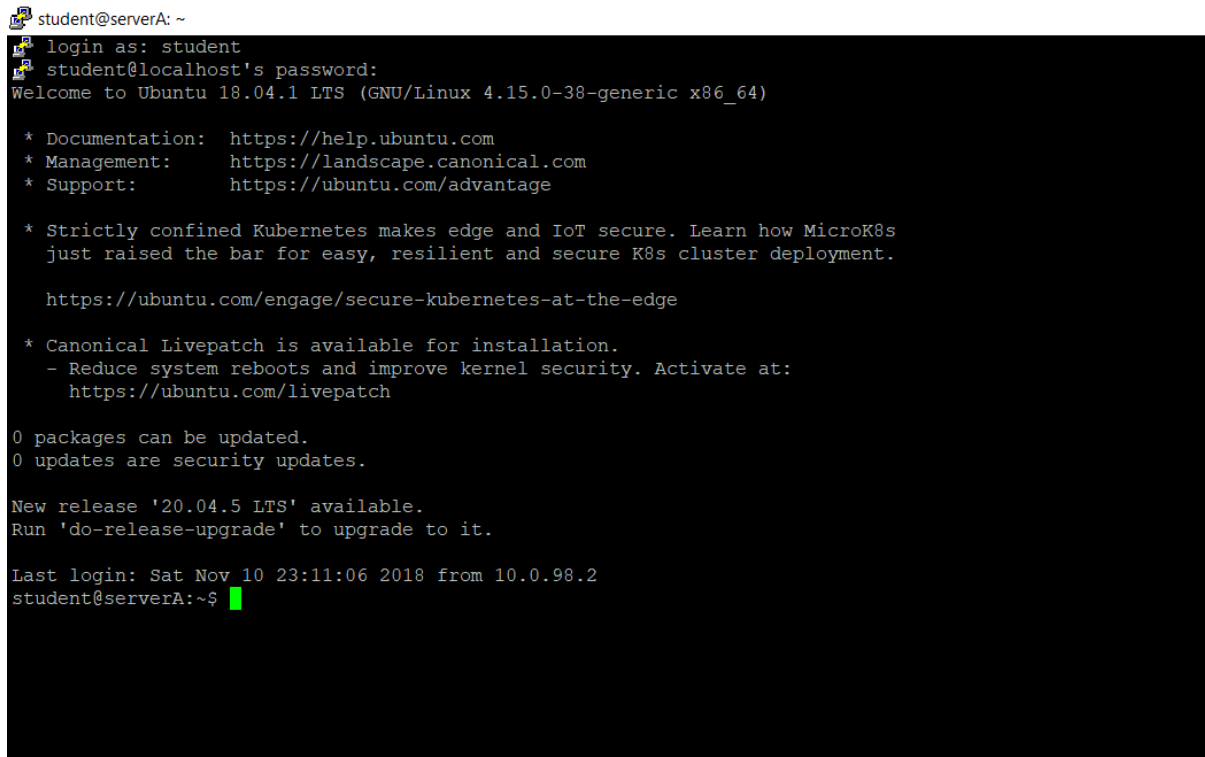 student@serverA: ~
login as: student
student@localhost's password:
Welcome to Ubuntu 18.04.1 LTS (GNU/Linux 4.15.0-38-generic x86_64)
* Documentation:  https://help.ubuntu.com
* Management:     https://landscape.canonical.com
* Support:        https://ubuntu.com/advantage
* Strictly confined Kubernetes makes edge and IoT secure. Learn how MicroK8s
just raised the bar for easy, resilient and secure K8s cluster deployment.
https://ubuntu.com/engage/secure-kubernetes-at-the-edge
* Canonical Livepatch is available for installation.
- Reduce system reboots and improve kernel security. Activate at:
https://ubuntu.com/livepatch
0 packages can be updated.
0 updates are security updates.
New release '20.04.5 LTS' available.
Run 'do-release-upgrade' to upgrade to it.
Last login: Sat Nov 10 23:11:06 2018 from 10.0.98.2
student@serverA:~$